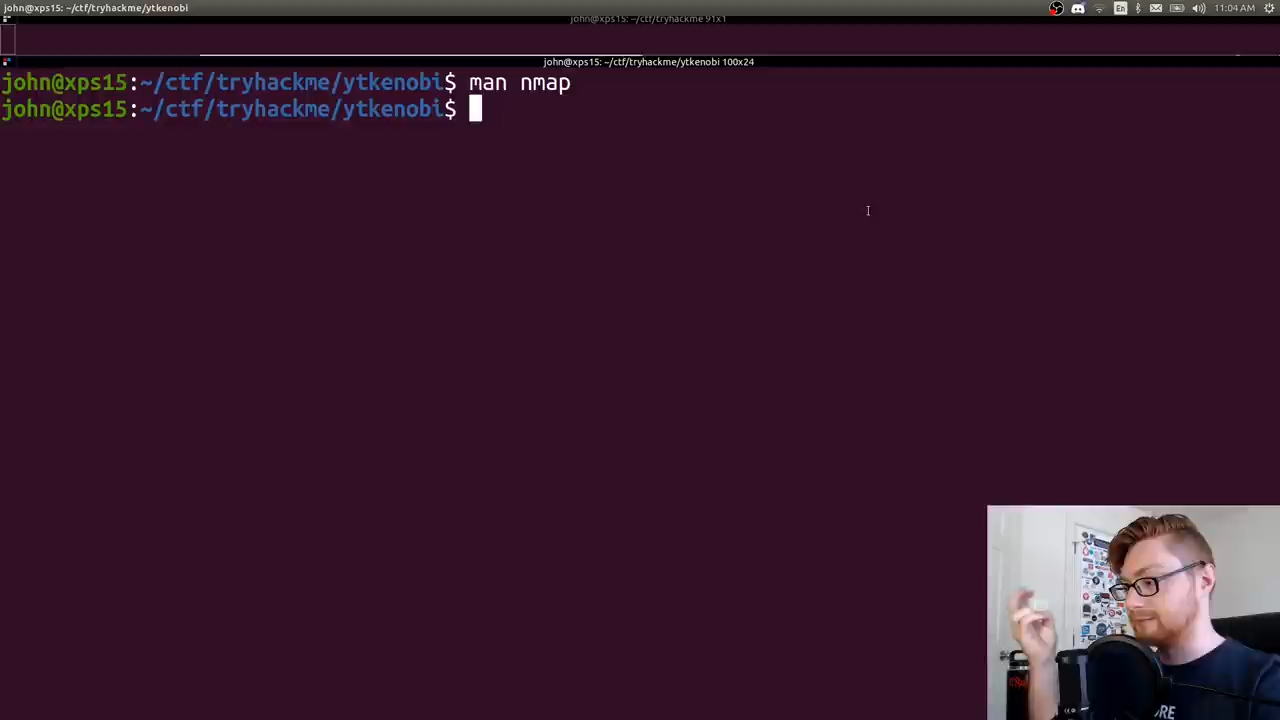 john@xps15: ~/ctf/tryhackme/ytkenobi
En
11:04 AM
john@xps15: ~/ctf/tryhackme 91x1
john@xps15: ~/ctf/tryhackme/ytkenobi 100x24
john@xps15:~/ctf/tryhackme/ytkenobi$ man nmap
john@xps15:~/ctf/tryhackme/ytkenobi$